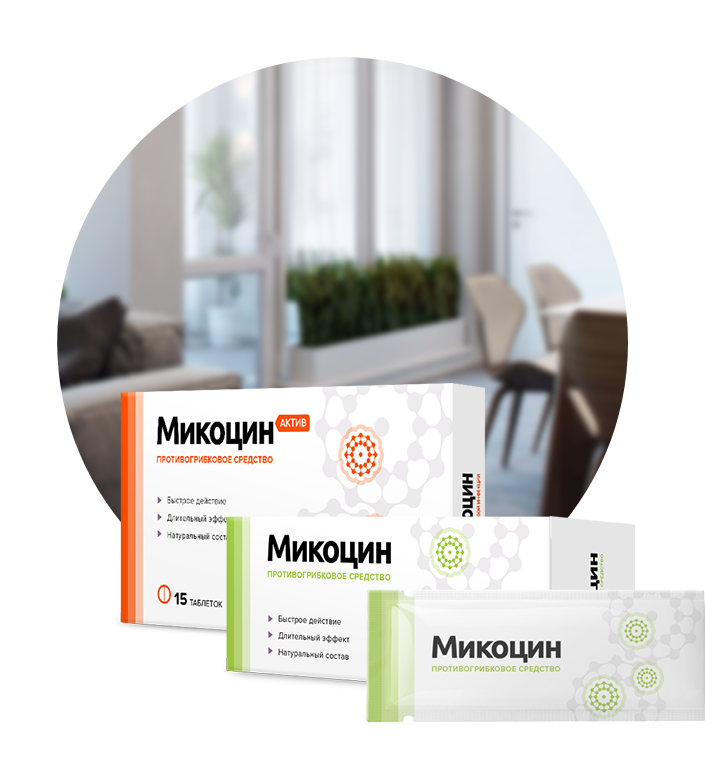 Микоцин АКТИВ
ПРОТИВОГРИБКОВОЕ СРЕДСТВО
Быстрое действие
Длительный
Натуральный
15 ТАБЛЕТОК
Микоцин
ПРОТИВОГРИБКОВОЕ СРЕДСТВО
Быстрое действие
Длительный эффект
Натуральный состав
Микоцин
ПРОТИВОГРИБКОВОЕ СРЕДСТВО